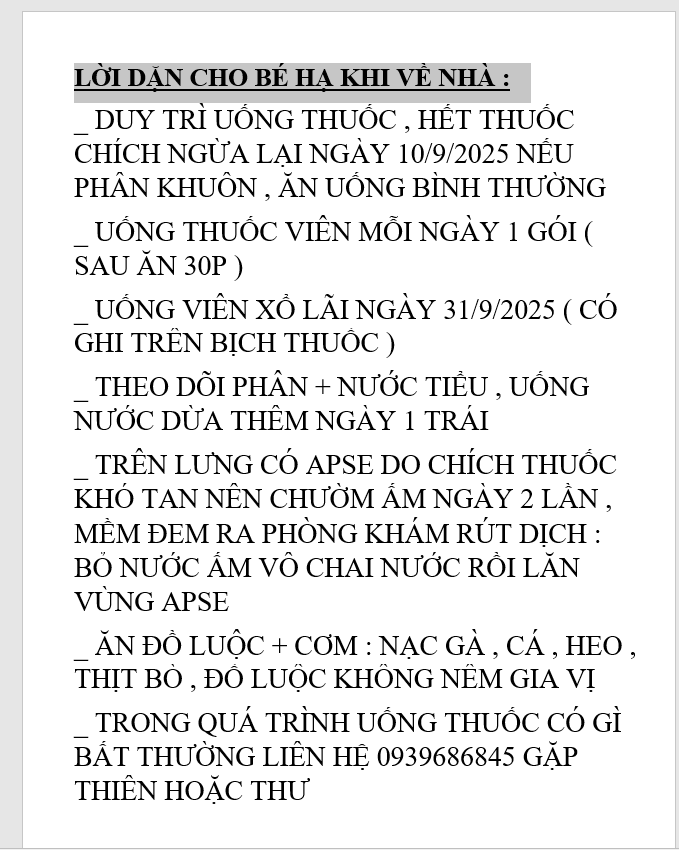 LỜI DẶN CHO BÉ HẠ KHI VỀ NHÀ :
_ DUY TRÌ UỐNG THUỐC , HẾT THUỐC
CHÍCH NGỪA LẠI NGÀY 10/9/2025 NẾU
PHÂN KHUÔN , ĂN UỐNG BÌNH THƯỜNG
_ UỐNG THUỐC VIÊN MỖI NGÀY 1 GÓI (
SAU ĂN 30P )
_ UỐNG VIÊN XỔ LÃI NGÀY 31/9/2025 ( CÓ
GHI TRÊN BỊCH THUỐC )
_ THEO DÕI PHÂN + NƯỚC TIỂU , UỐNG
NƯỚC DỪA THÊM NGÀY 1 TRÁI
_ TRÊN LƯNG CÓ APSE DO CHÍCH THUỐC
KHÓ TAN NÊN CHƯỜM ẤM NGÀY 2 LẦN ,
MỀM ĐEM RA PHÒNG KHÁM RÚT DỊCH :
BỎ NƯỚC ẤM VÔ CHAI NƯỚC RỒI LĂN
VÙNG APSE
_ ĂN ĐỒ LUỘC + CƠM : NẠC GÀ , CÁ , HEO ,
THỊT BÒ , ĐỒ LUỘC KHÔNG NÊM GIA VỊ
_ TRONG QUÁ TRÌNH UỐNG THUỐC CÓ GÌ
BẤT THƯỜNG LIÊN HỆ 0939686845 GẶP
THIÊN HOẶC THƯ